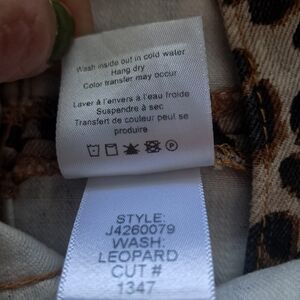 Wash inside out in cold water
Hang dry
Color transfer may occur
Laver à l'envers à l'eau froide
Suspendre à sec
Transfert de couleur peut se
produire
STYLE:
J4260079
WASH:
LEOPARD
CUT #
1347